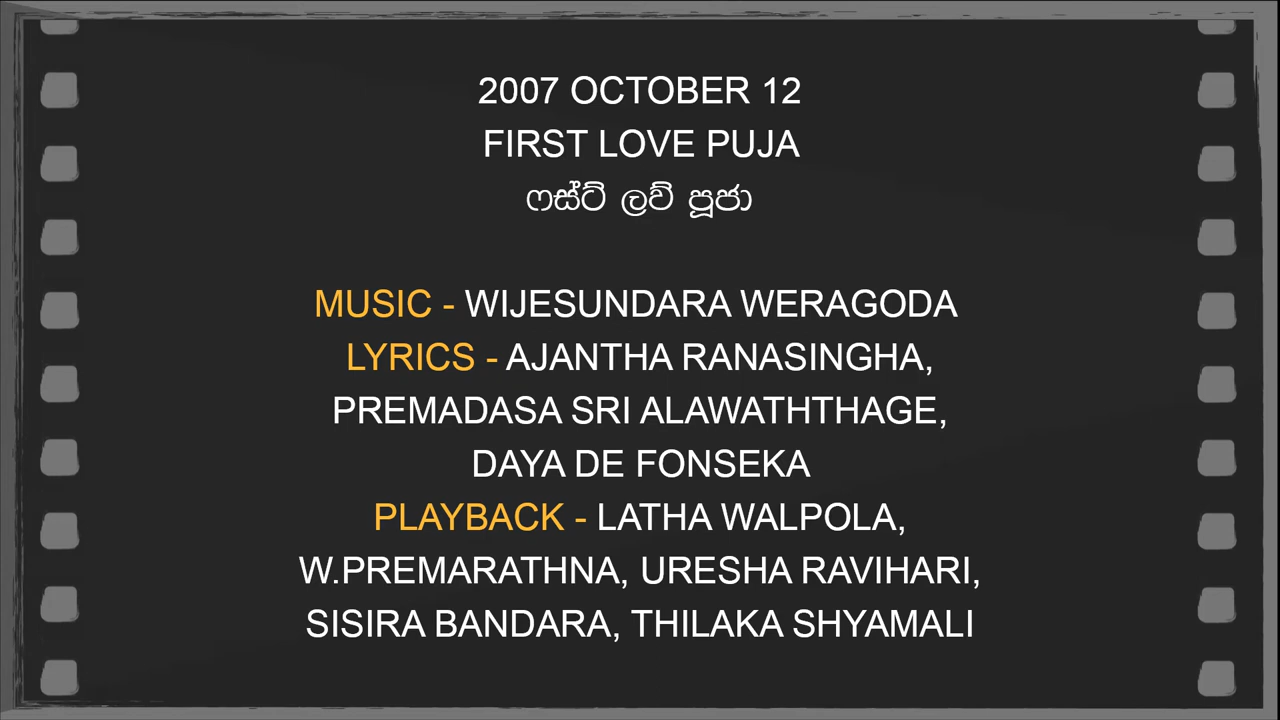 2007 OCTOBER 12
FIRST LOVE PUJA
ෆස්ට් ලව් පූජා
MUSIC - WIJESUNDARA WERAGODA
LYRICS - AJANTHA RANASINGHA,
PREMADASA SRI ALAWATHTHAGE,
DAYA DE FONSEKA
PLAYBACK - LATHA WALPOLA,
W.PREMARATHNA, URESHA RAVIHARI,
SISIRA BANDARA, THILAKA SHYAMALI